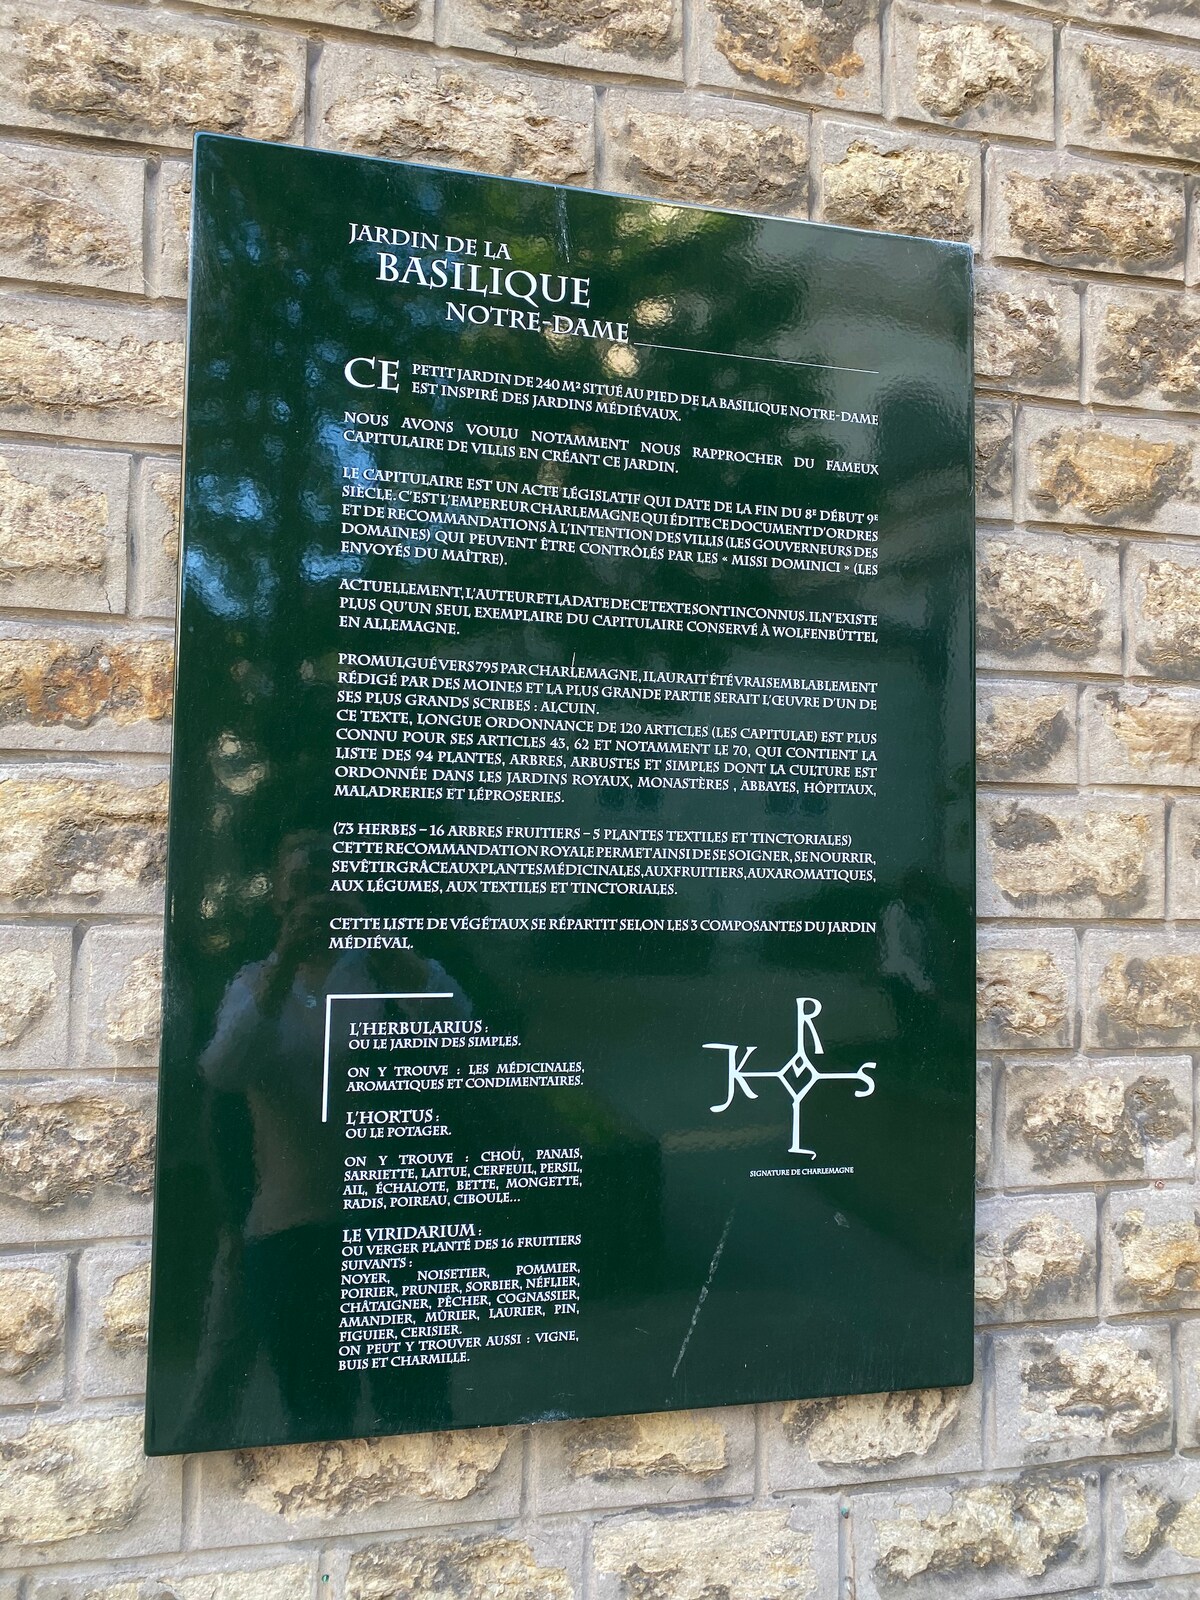 JARDIN DE LA
BASILIQUE
NOTRE-DAME
CE PETIT JARDIN DE 240 M² SITUÉ AU PIED DE LA BASILIQUE NOTRE-DAME
EST INSPIRÉ DES JARDINS MÉDIÉVAUX.
NOUS AVONS VOULU NOTAMMENT NOUS RAPPROCHER DU FAMEUX
CAPITULAIRE DE VILLIS EN CRÉANT CE JARDIN.
LE CAPITULAIRE EST UN ACTE LÉGISLATIF QUI DATE DE LA FIN DU 8E DÉBUT 9E
SIÈCLE. C'EST L'EMPEREUR CHARLEMAGNE QUI ÉDITE CE DOCUMENT D'ORDRES
ET DE RECOMMANDATIONS À L'INTENTION DES VILLIS (LES GOUVERNEURS DES
DOMAINES) QUI PEUVENT ÊTRE CONTRÔLÉS PAR LES « MISSI DOMINICI » (LES
ENVOYÉS DU MAÎTRE).
ACTUELLEMENT, L'AUTEUR ET LA DATE DE CE TEXTE SONT INCONNUS. IL N'EXISTE
PLUS QU'UN SEUL EXEMPLAIRE DU CAPITULAIRE CONSERVÉ À WOLFENBÜTTEL
EN ALLEMAGNE.
PROMULGUÉ VERS 795 PAR CHARLEMAGNE, IL AURAIT ÉTÉ VRAISEMBLABLEMENT
RÉDIGÉ PAR DES MOINES ET LA PLUS GRANDE PARTIE SERAIT L'ŒUVRE D'UN DE
SES PLUS GRANDS SCRIBES : ALCUIN.
CE TEXTE, LONGUE ORDONNANCE DE 120 ARTICLES (LES CAPITULAE) EST PLUS
CONNU POUR SES ARTICLES 43, 62 ET NOTAMMENT LE 70, QUI CONTIENT LA
LISTE DES 94 PLANTES, ARBRES, ARBUSTES ET SIMPLES DONT LA CULTURE EST
ORDONNÉE DANS LES JARDINS ROYAUX, MONASTÈRES , ABBAYES, HÔPITAUX,
MALADRERIES ET LÉPROSERIES.
(73 HERBES – 16 ARBRES FRUITIERS – 5 PLANTES TEXTILES ET TINCTORIALES)
CETTE RECOMMANDATION ROYALE PERMET AINSI DE SE SOIGNER, SE NOURRIR,
SE VÊTIR GRÂCE AUX PLANTES MÉDICINALES, AUX FRUITIERS, AUX AROMATIQUES,
AUX LÉGUMES, AUX TEXTILES ET TINCTORIALES.
CETTE LISTE DE VÉGÉTAUX SE RÉPARTIT SELON LES 3 COMPOSANTES DU JARDIN
MÉDIÉVAL.
L'HERBULARIUS :
OU LE JARDIN DES SIMPLES.
ON Y TROUVE : LES MÉDICINALES,
AROMATIQUES ET CONDIMENTAIRES.
L'HORTUS :
OU LE POTAGER.
ON Y TROUVE : CHOU, PANAIS,
SARRIETTE, LAITUE, CERFEUIL, PERSIL,
AIL, ÉCHALOTE, BETTE, MONGETTE,
RADIS, POIREAU, CIBOULE...
LE VIRIDARIUM :
OU VERGER PLANTÉ DES 16 FRUITIERS
SUIVANTS :
NOYER, NOISETIER, POMMIER,
POIRIER, PRUNIER, SORBIER, NÉFLIER,
CHÂTAIGNER, PÊCHER, COGNASSIER,
AMANDIER, MÛRIER, LAURIER, PIN,
FIGUIER, CERISIER.
ON PEUT Y TROUVER AUSSI : VIGNE,
BUIS ET CHARMILLE.
R
K S
L
SIGNATURE DE CHARLEMAGNE